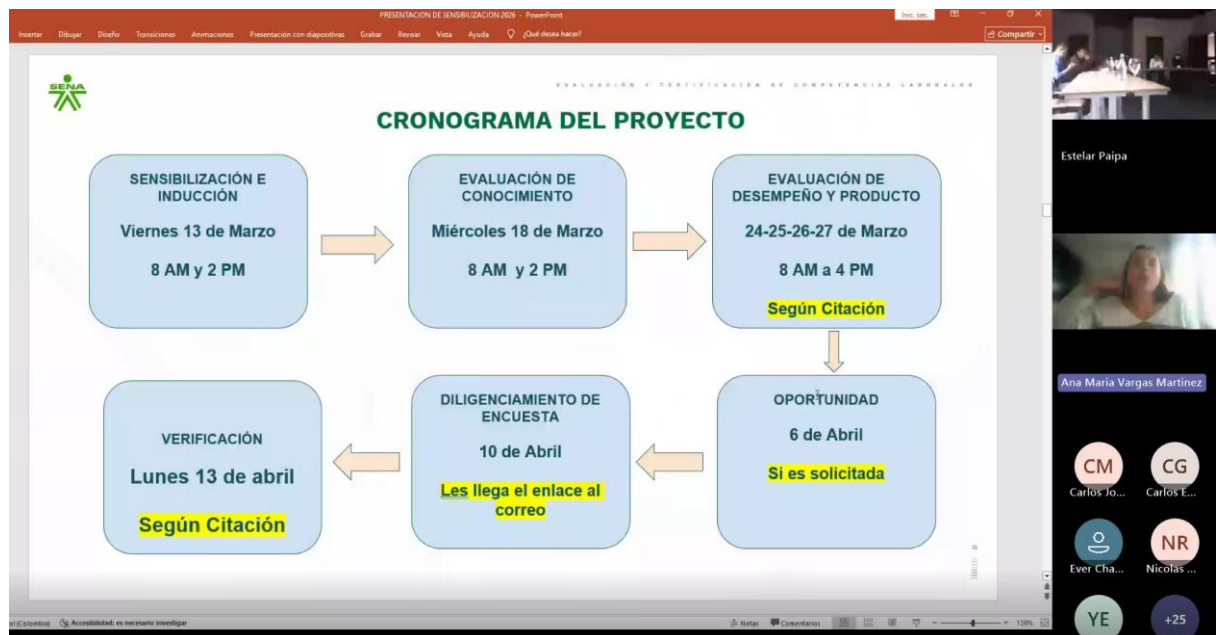 PRESENTACION DE SENSIBILIZACION 2026 - PowerPoint
Inic. ses.
Insertar Dibujar Diseño Transiciones Animaciones Presentación con diapositivas Grabar Revisar Vista Ayuda ¿Qué desea hacer?
Compartir
SENA
EVALUACIÓN Y CERTIFICACIÓN DE COMPETENCIAS LABORALES
CRONOGRAMA DEL PROYECTO
SENSIBILIZACIÓN E
INDUCCIÓN
Viernes 13 de Marzo
8 AM y 2 PM
EVALUACIÓN DE
CONOCIMIENTO
Miércoles 18 de Marzo
8 AM y 2 PM
EVALUACIÓN DE
DESEMPEÑO Y PRODUCTO
24-25-26-27 de Marzo
8 AM a 4 PM
Según Citación
OPORTUNIDAD
6 de Abril
Si es solicitada
DILIGENCIAMIENTO DE
ENCUESTA
10 de Abril
Les llega el enlace al
correo
VERIFICACIÓN
Lunes 13 de abril
Según Citación
(Colombia) Accesibilidad: es necesario investigar
Notas Comentarios 128%
Estelar Paipa
Ana Maria Vargas Martinez
CM CG
Carlos Jo... Carlos E...
NR
Ever Cha... Nicolas ...
YE +25